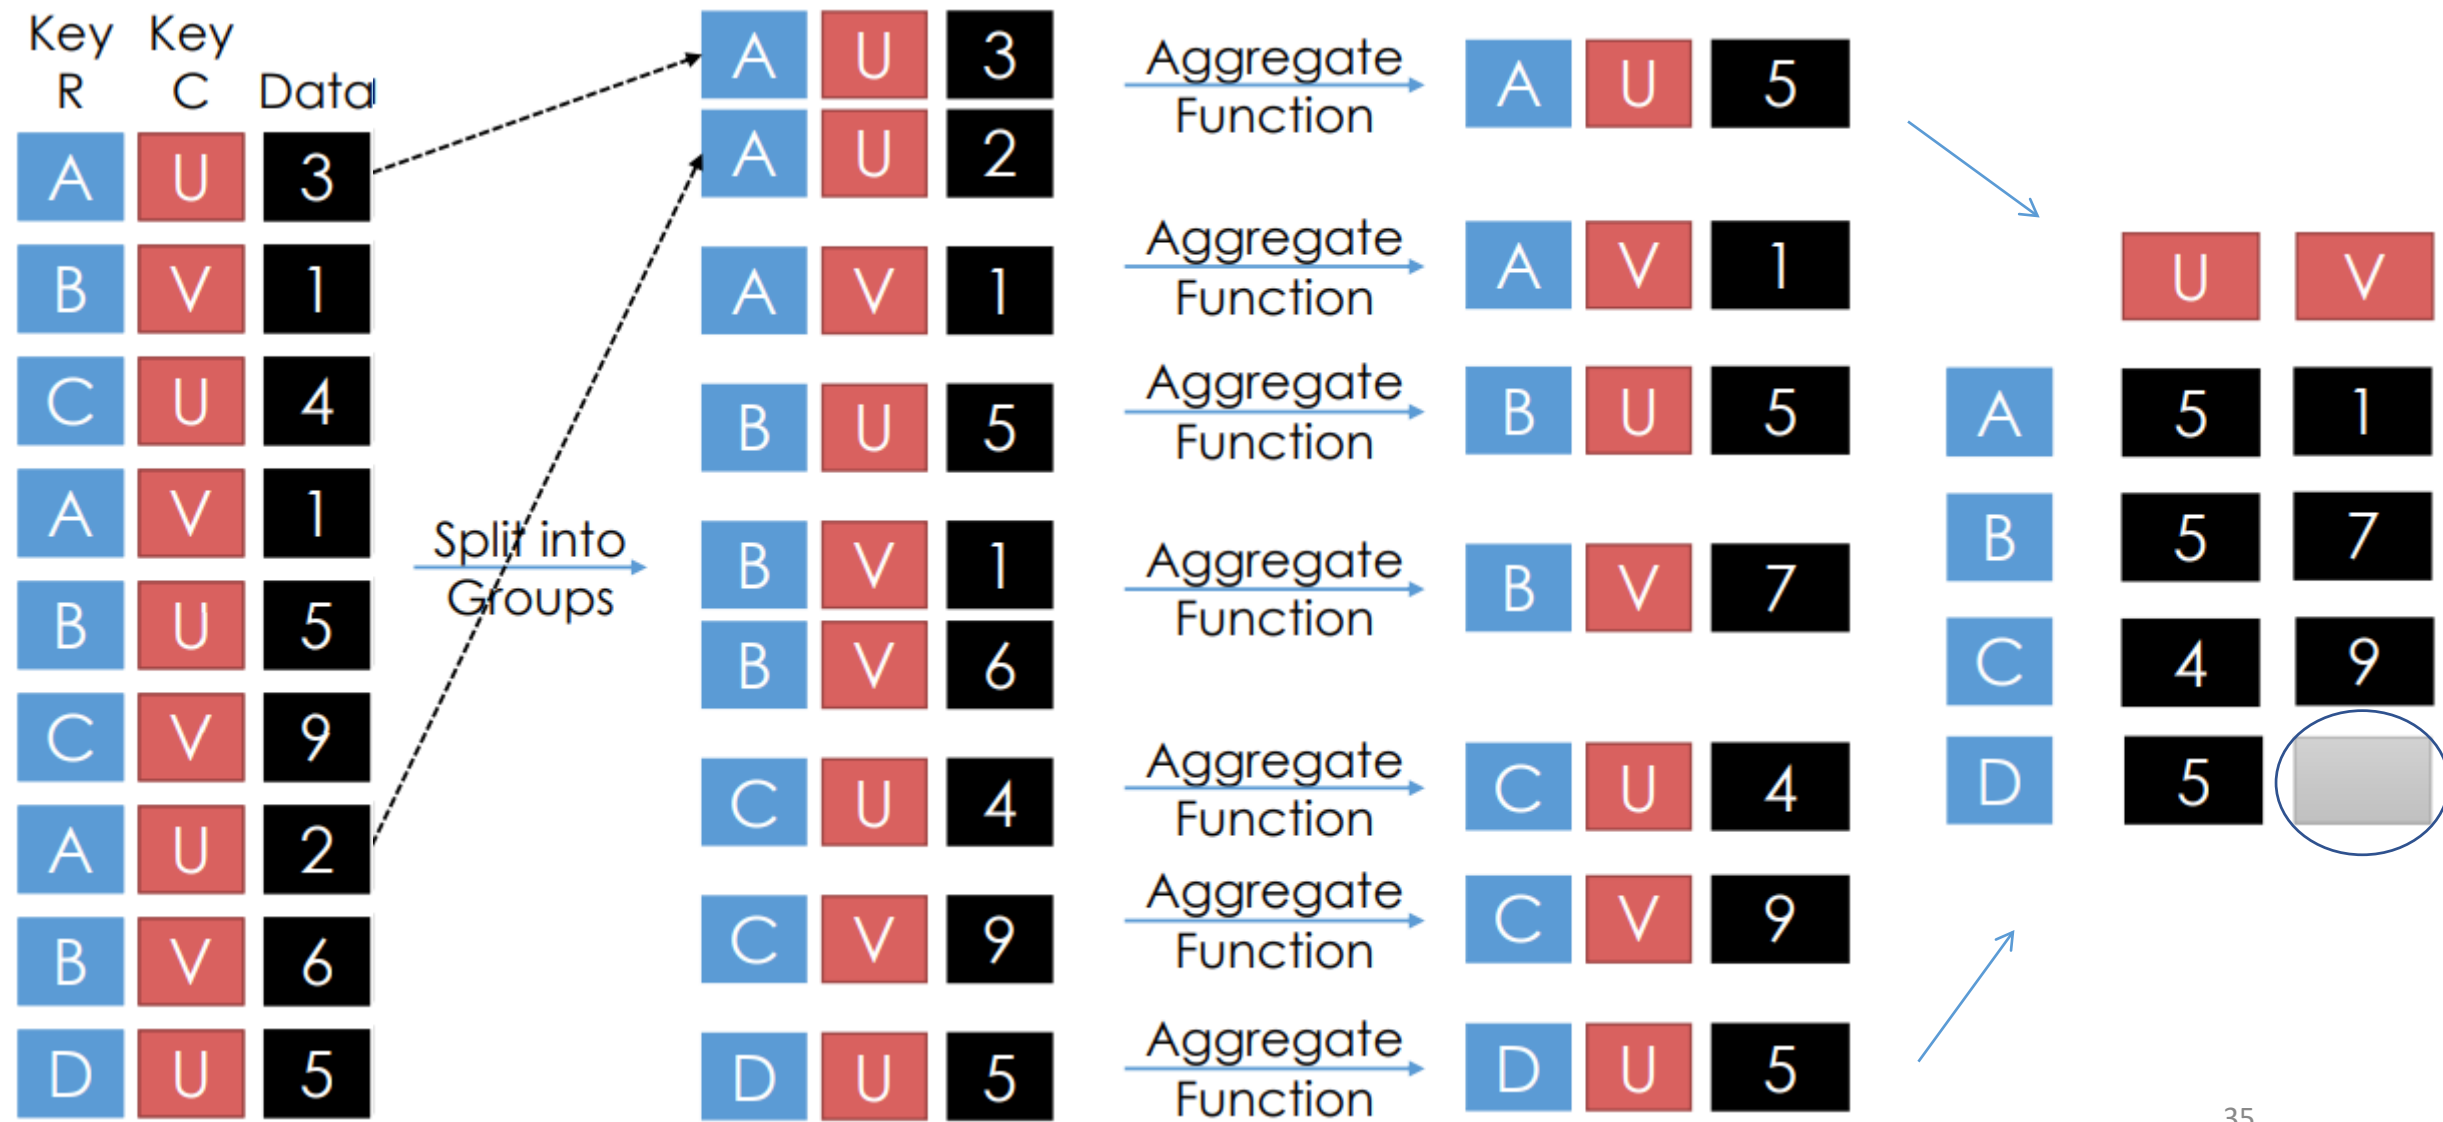 Key Key
R C Data
A U 3
B V 1
C U 4
A V 1
B U 5
C V 9
A U 2
B V 6
D U 5
Split into
Groups
A U 3
A U 2
A V 1
B U 5
B V 1
B V 6
C U 4
C V 9
D U 5
Aggregate
Function
Aggregate
Function
Aggregate
Function
Aggregate
Function
Aggregate
Function
Aggregate
Function
Aggregate
Function
A U 5
A V 1
B U 5
B V 7
C U 4
C V 9
D U 5
U V
A 5 1
B 5 7
C 4 9
D 5
35